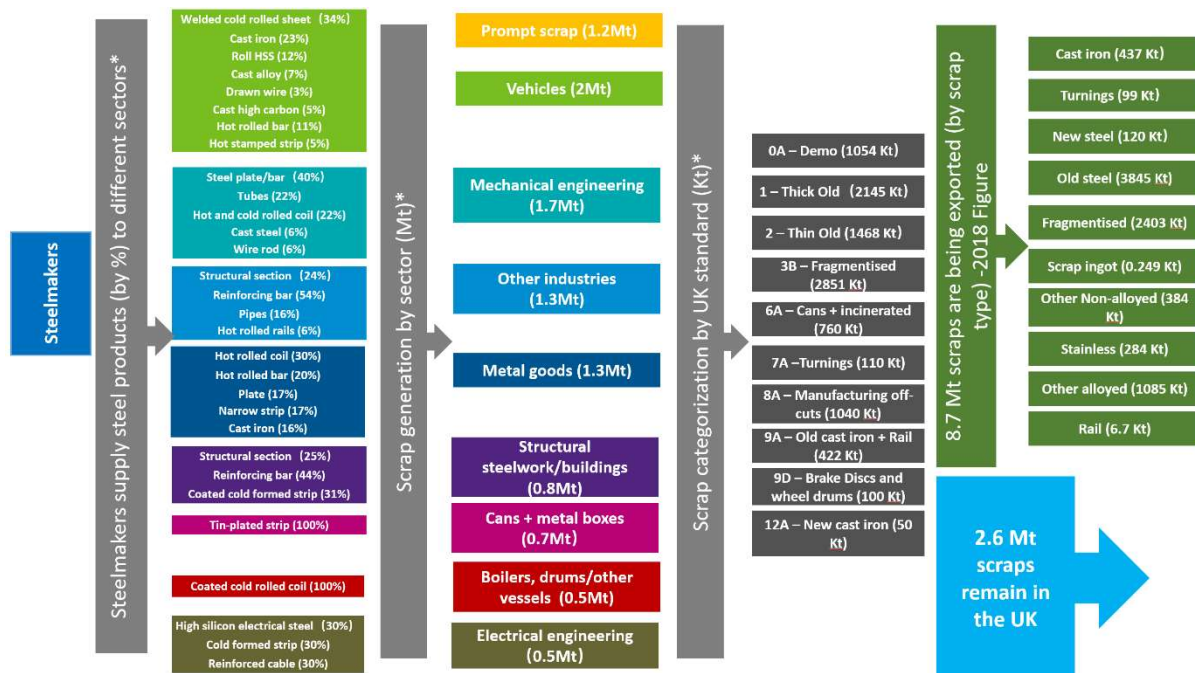 Steelmakers
Steelmakers supply steel products (by %) to different sectors*
Welded cold rolled sheet (34%)
Cast iron (23%)
Roll HSS (12%)
Cast alloy (7%)
Drawn wire (3%)
Cast high carbon (5%)
Hot rolled bar (11%)
Hot stamped strip (5%)
Steel plate/bar (40%)
Tubes (22%)
Hot and cold rolled coil (22%)
Cast steel (6%)
Wire rod (6%)
Structural section (24%)
Reinforcing bar (54%)
Pipes (16%)
Hot rolled rails (6%)
Hot rolled coil (30%)
Hot rolled bar (20%)
Plate (17%)
Narrow strip (17%)
Cast iron (16%)
Structural section (25%)
Reinforcing bar (44%)
Coated cold formed strip (31%)
Tin-plated strip (100%)
Coated cold rolled coil (100%)
High silicon electrical steel (30%)
Cold formed strip (30%)
Reinforced cable (30%)
Scrap generation by sector (Mt)*
Prompt scrap (1.2Mt)
Vehicles (2Mt)
Mechanical engineering
(1.7Mt)
Other industries
(1.3Mt)
Metal goods (1.3Mt)
Structural
steelwork/buildings
(0.8Mt)
Cans + metal boxes
(0.7Mt)
Boilers, drums/other
vessels (0.5Mt)
Electrical engineering
(0.5Mt)
Scrap categorization by UK standard (Kt)*
0A – Demo (1054 Kt)
1 – Thick Old (2145 Kt)
2 – Thin Old (1468 Kt)
3B – Fragmentised
(2851 Kt)
6A – Cans + incinerated
(760 Kt)
7A –Turnings (110 Kt)
8A – Manufacturing off-
cuts (1040 Kt)
9A – Old cast iron + Rail
(422 Kt)
9D – Brake Discs and
wheel drums (100 Kt)
12A – New cast iron (50
Kt)
8.7 Mt scraps are being exported (by scrap
type) -2018 Figure
Cast iron (437 Kt)
Turnings (99 Kt)
New steel (120 Kt)
Old steel (3845 Kt)
Fragmentised (2403 Kt)
Scrap ingot (0.249 Kt)
Other Non-alloyed (384
Kt)
Stainless (284 Kt)
Other alloyed (1085 Kt)
Rail (6.7 Kt)
2.6 Mt
scraps
remain in
the UK